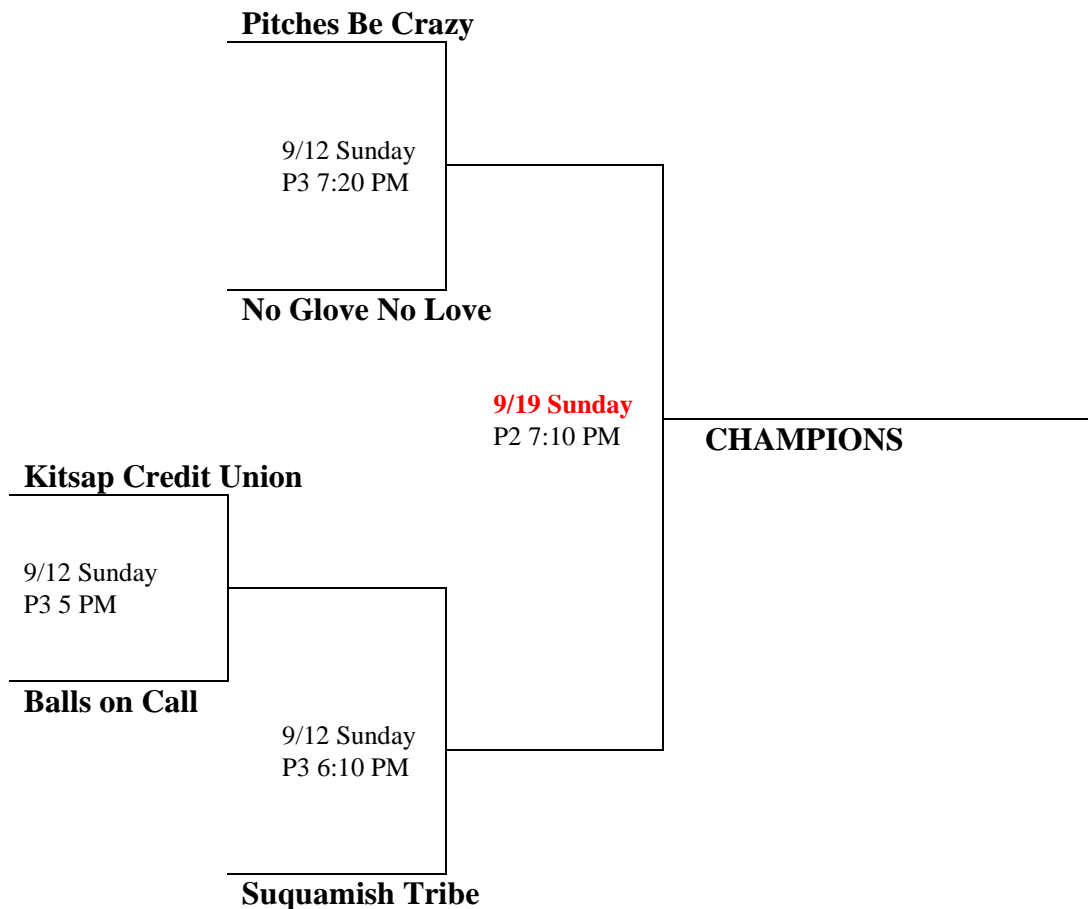 Pitches Be Crazy
9/12 Sunday
P3 7:20 PM
No Glove No Love
9/19 Sunday
P2 7:10 PM
CHAMPIONS
Kitsap Credit Union
9/12 Sunday
P3 5 PM
Balls on Call
9/12 Sunday
P3 6:10 PM
Suquamish Tribe